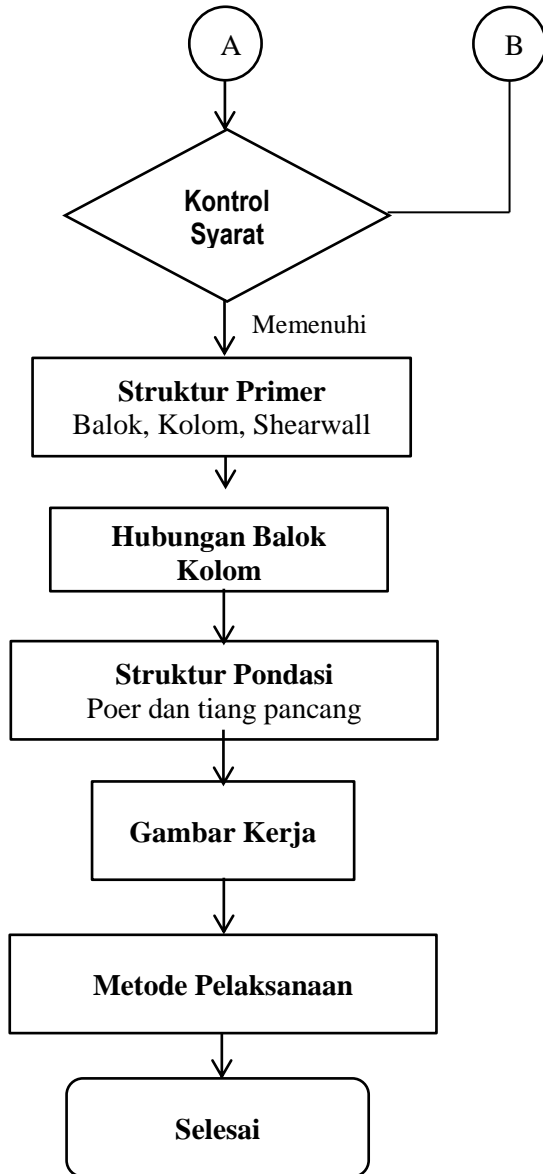 A
B
Kontrol
Syarat
Memenuhi
Struktur Primer
Balok, Kolom, Shearwall
Hubungan Balok
Kolom
Struktur Pondasi
Poer dan tiang pancang
Gambar Kerja
Metode Pelaksanaan
Selesai